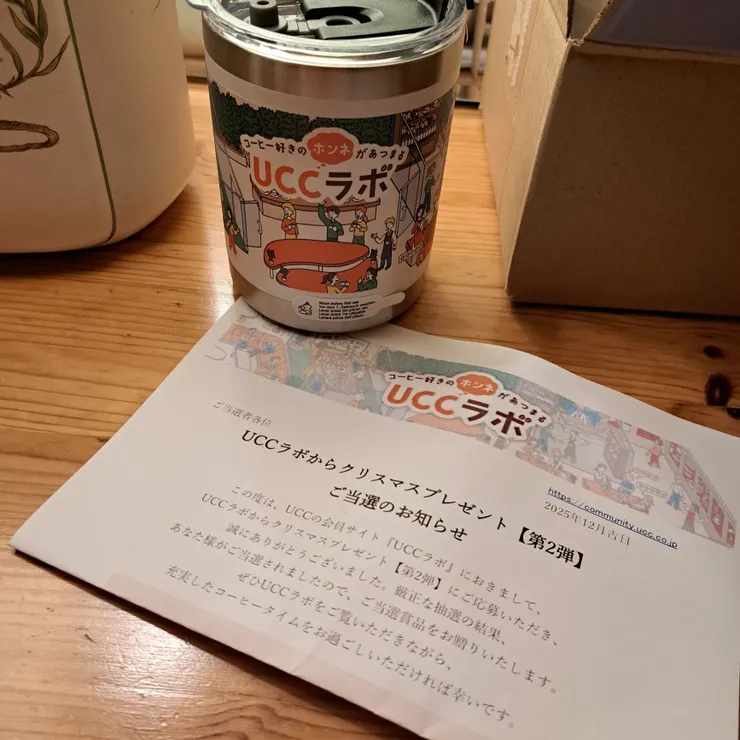 コーヒー好きの ホンネ があつまる
UCCラボ
Wash before first use
コーヒー好きの ホンネ があつまる
UCCラボ
ご当選者各位
https://community.ucc.co.jp
2025年12月吉日
UCCラボからクリスマスプレゼント【第2弾】
ご当選のお知らせ
この度は、UCCの会員サイト『UCCラボ』におきまして、
UCCラボからクリスマスプレゼント【第2弾】にご応募いただき、
誠にありがとうございました。厳正な抽選の結果、
あなた様がご当選されましたので、ご当選賞品をお贈りいたします。
ぜひUCCラボをご覧いただきながら、
充実したコーヒータイムをお過ごしいただければ幸いです。